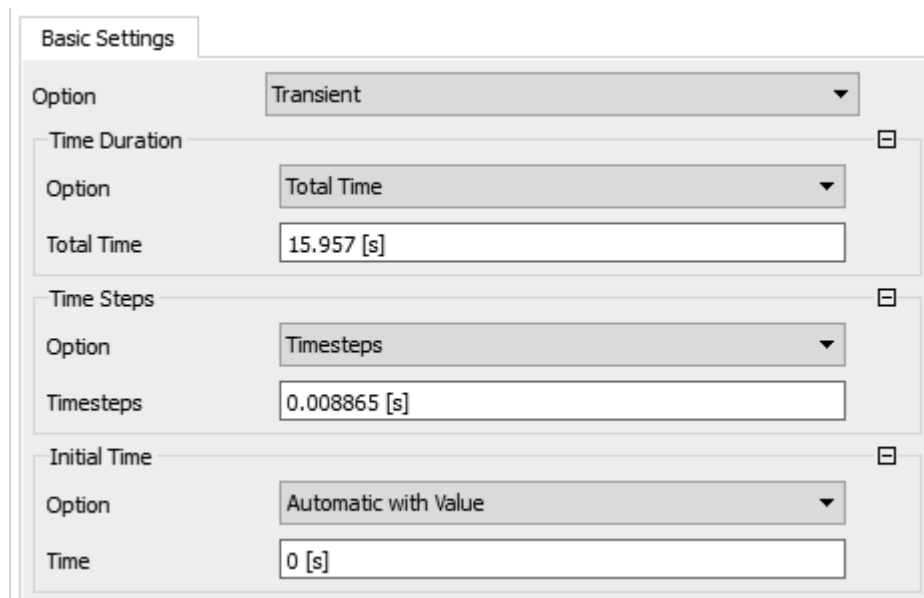 Basic Settings
Option Transient
Time Duration
Option Total Time
Total Time 15.957 [s]
Time Steps
Option Timesteps
Timesteps 0.008865 [s]
Initial Time
Option Automatic with Value
Time 0 [s]